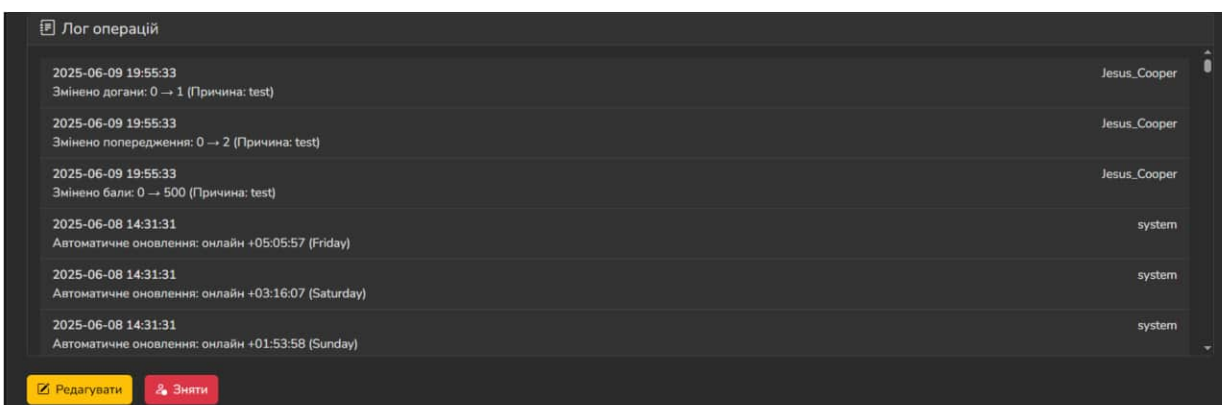 Лог операцій
2025-06-09 19:55:33 Jesus_Cooper
Змінено догани: 0 → 1 (Причина: test)
2025-06-09 19:55:33 Jesus_Cooper
Змінено попередження: 0 → 2 (Причина: test)
2025-06-09 19:55:33 Jesus_Cooper
Змінено бали: 0 → 500 (Причина: test)
2025-06-08 14:31:31 system
Автоматичне оновлення: онлайн +05:05:57 (Friday)
2025-06-08 14:31:31 system
Автоматичне оновлення: онлайн +03:16:07 (Saturday)
2025-06-08 14:31:31 system
Автоматичне оновлення: онлайн +01:53:58 (Sunday)
Редагувати Зняти